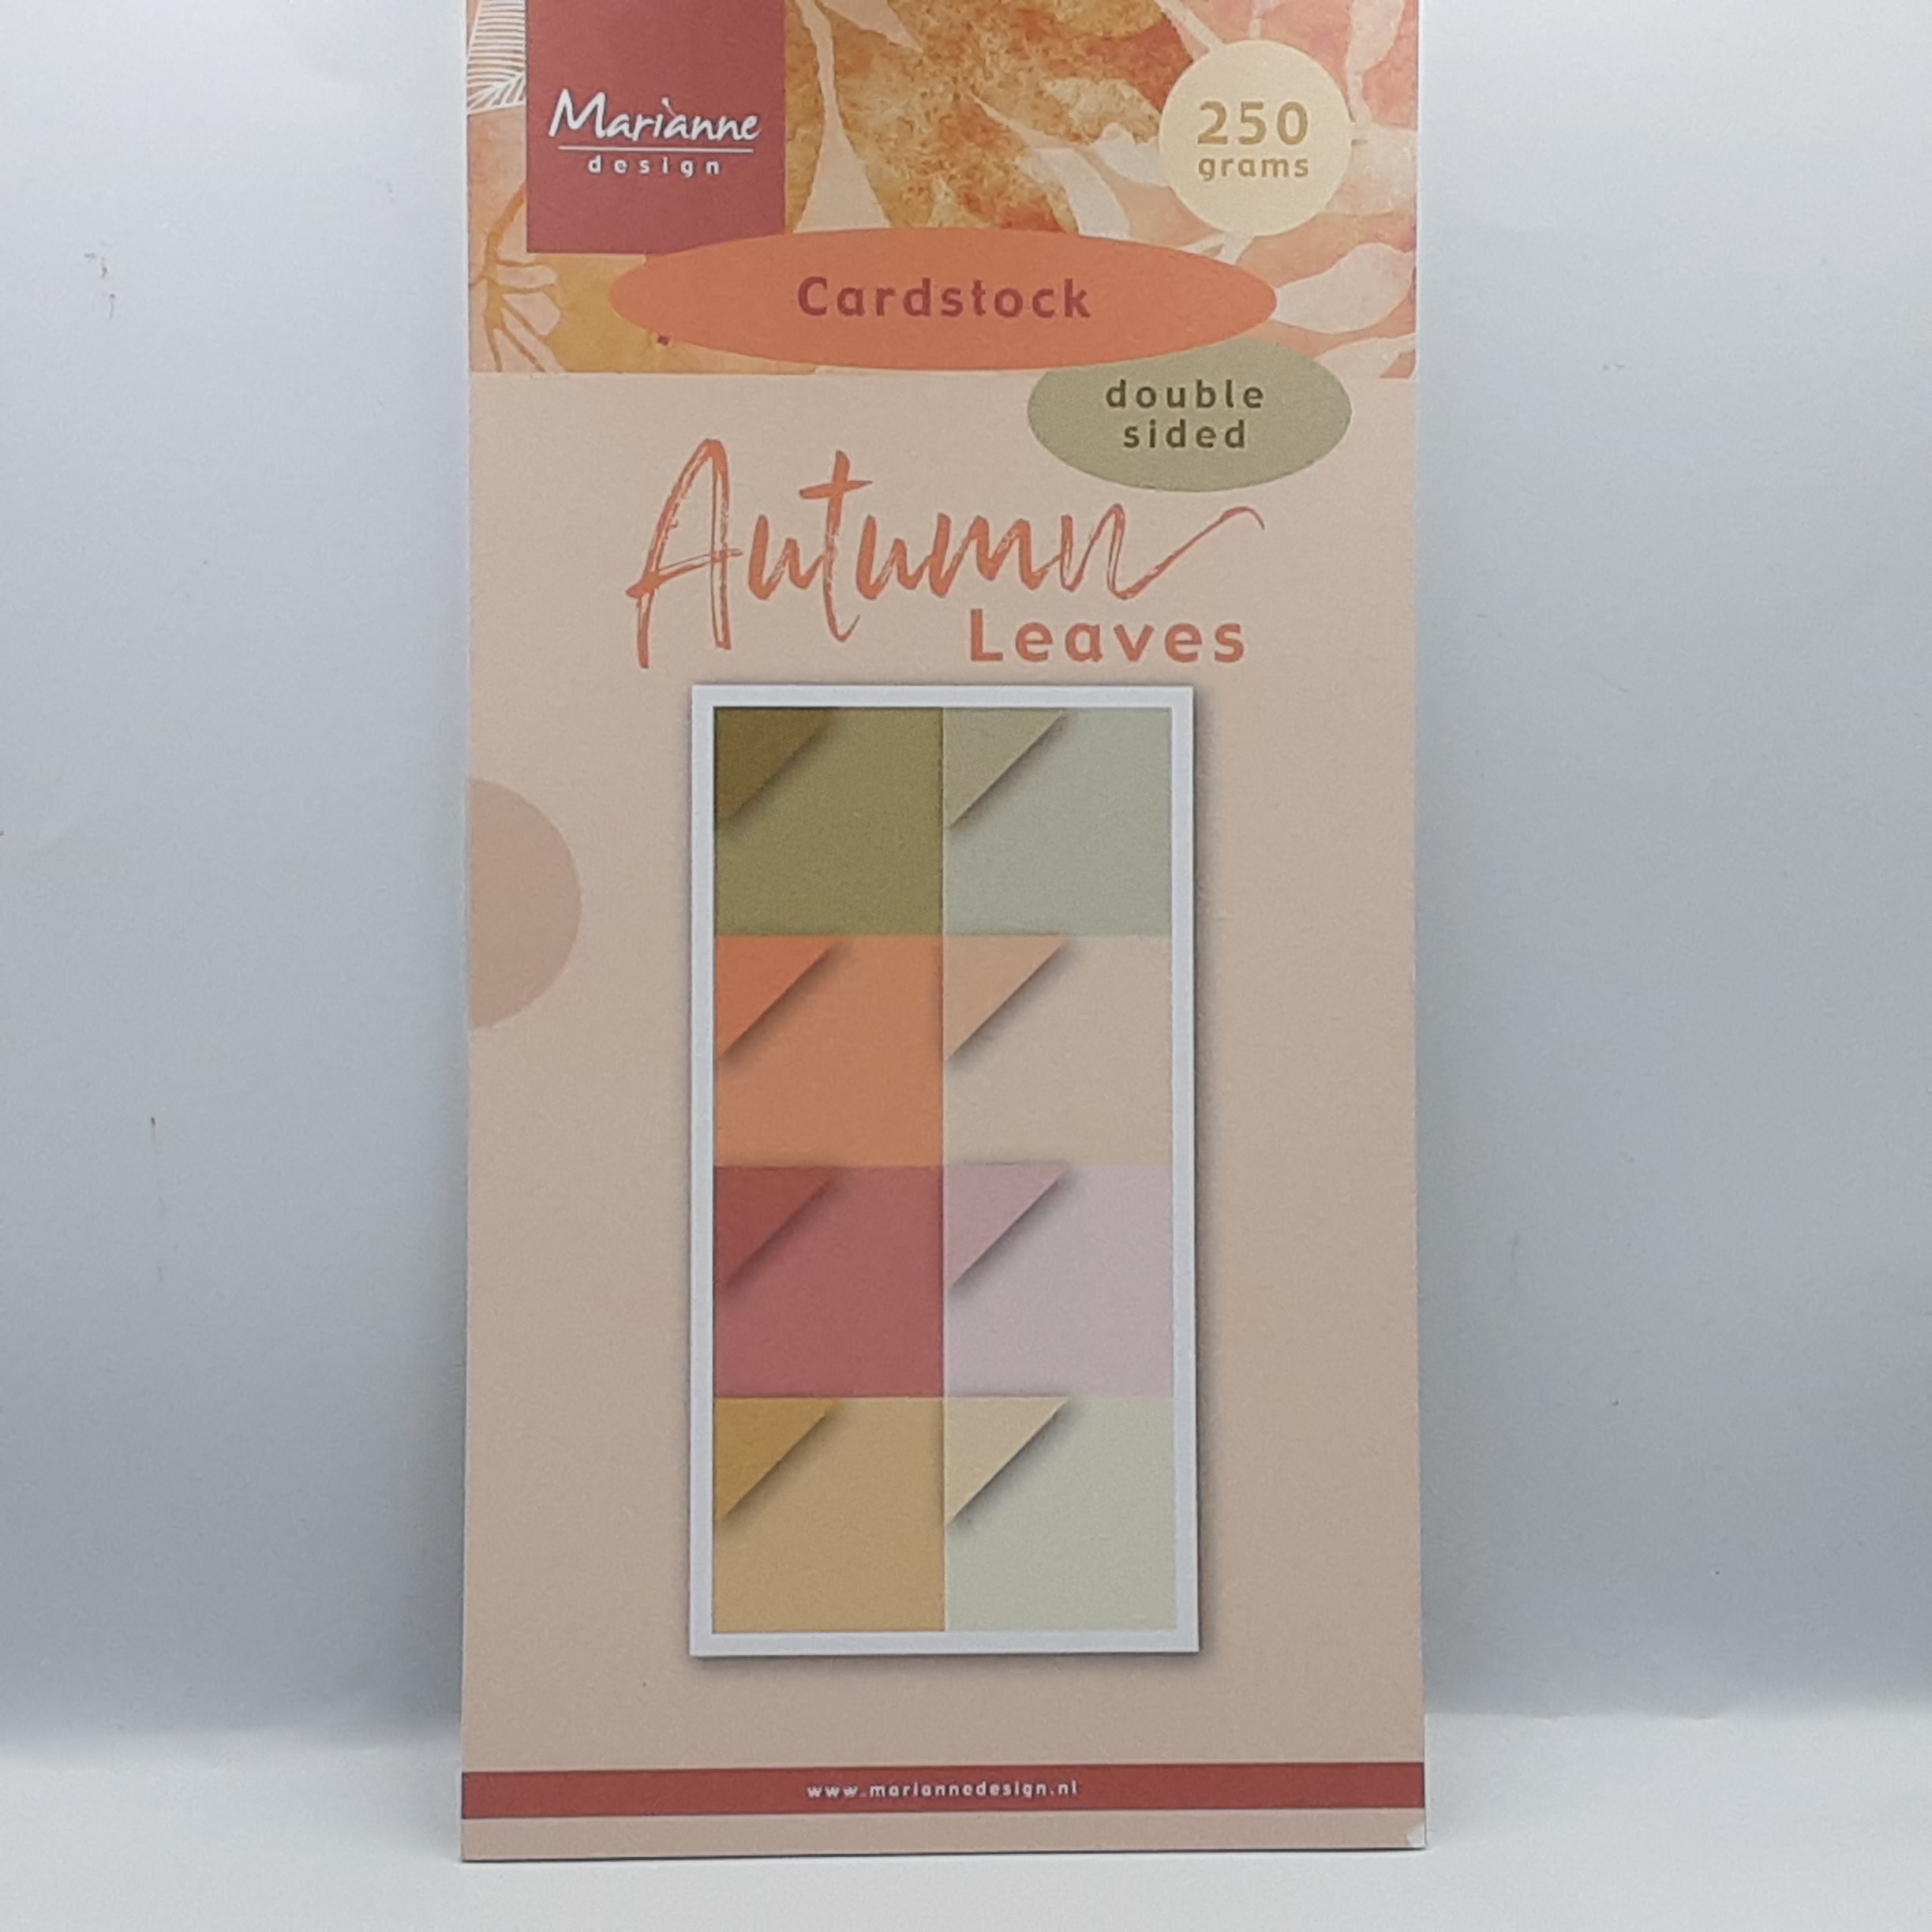 Marianne
design
250
grams
Cardstock
double
sided
Autumn
Leaves
www.mariannedesign.nl